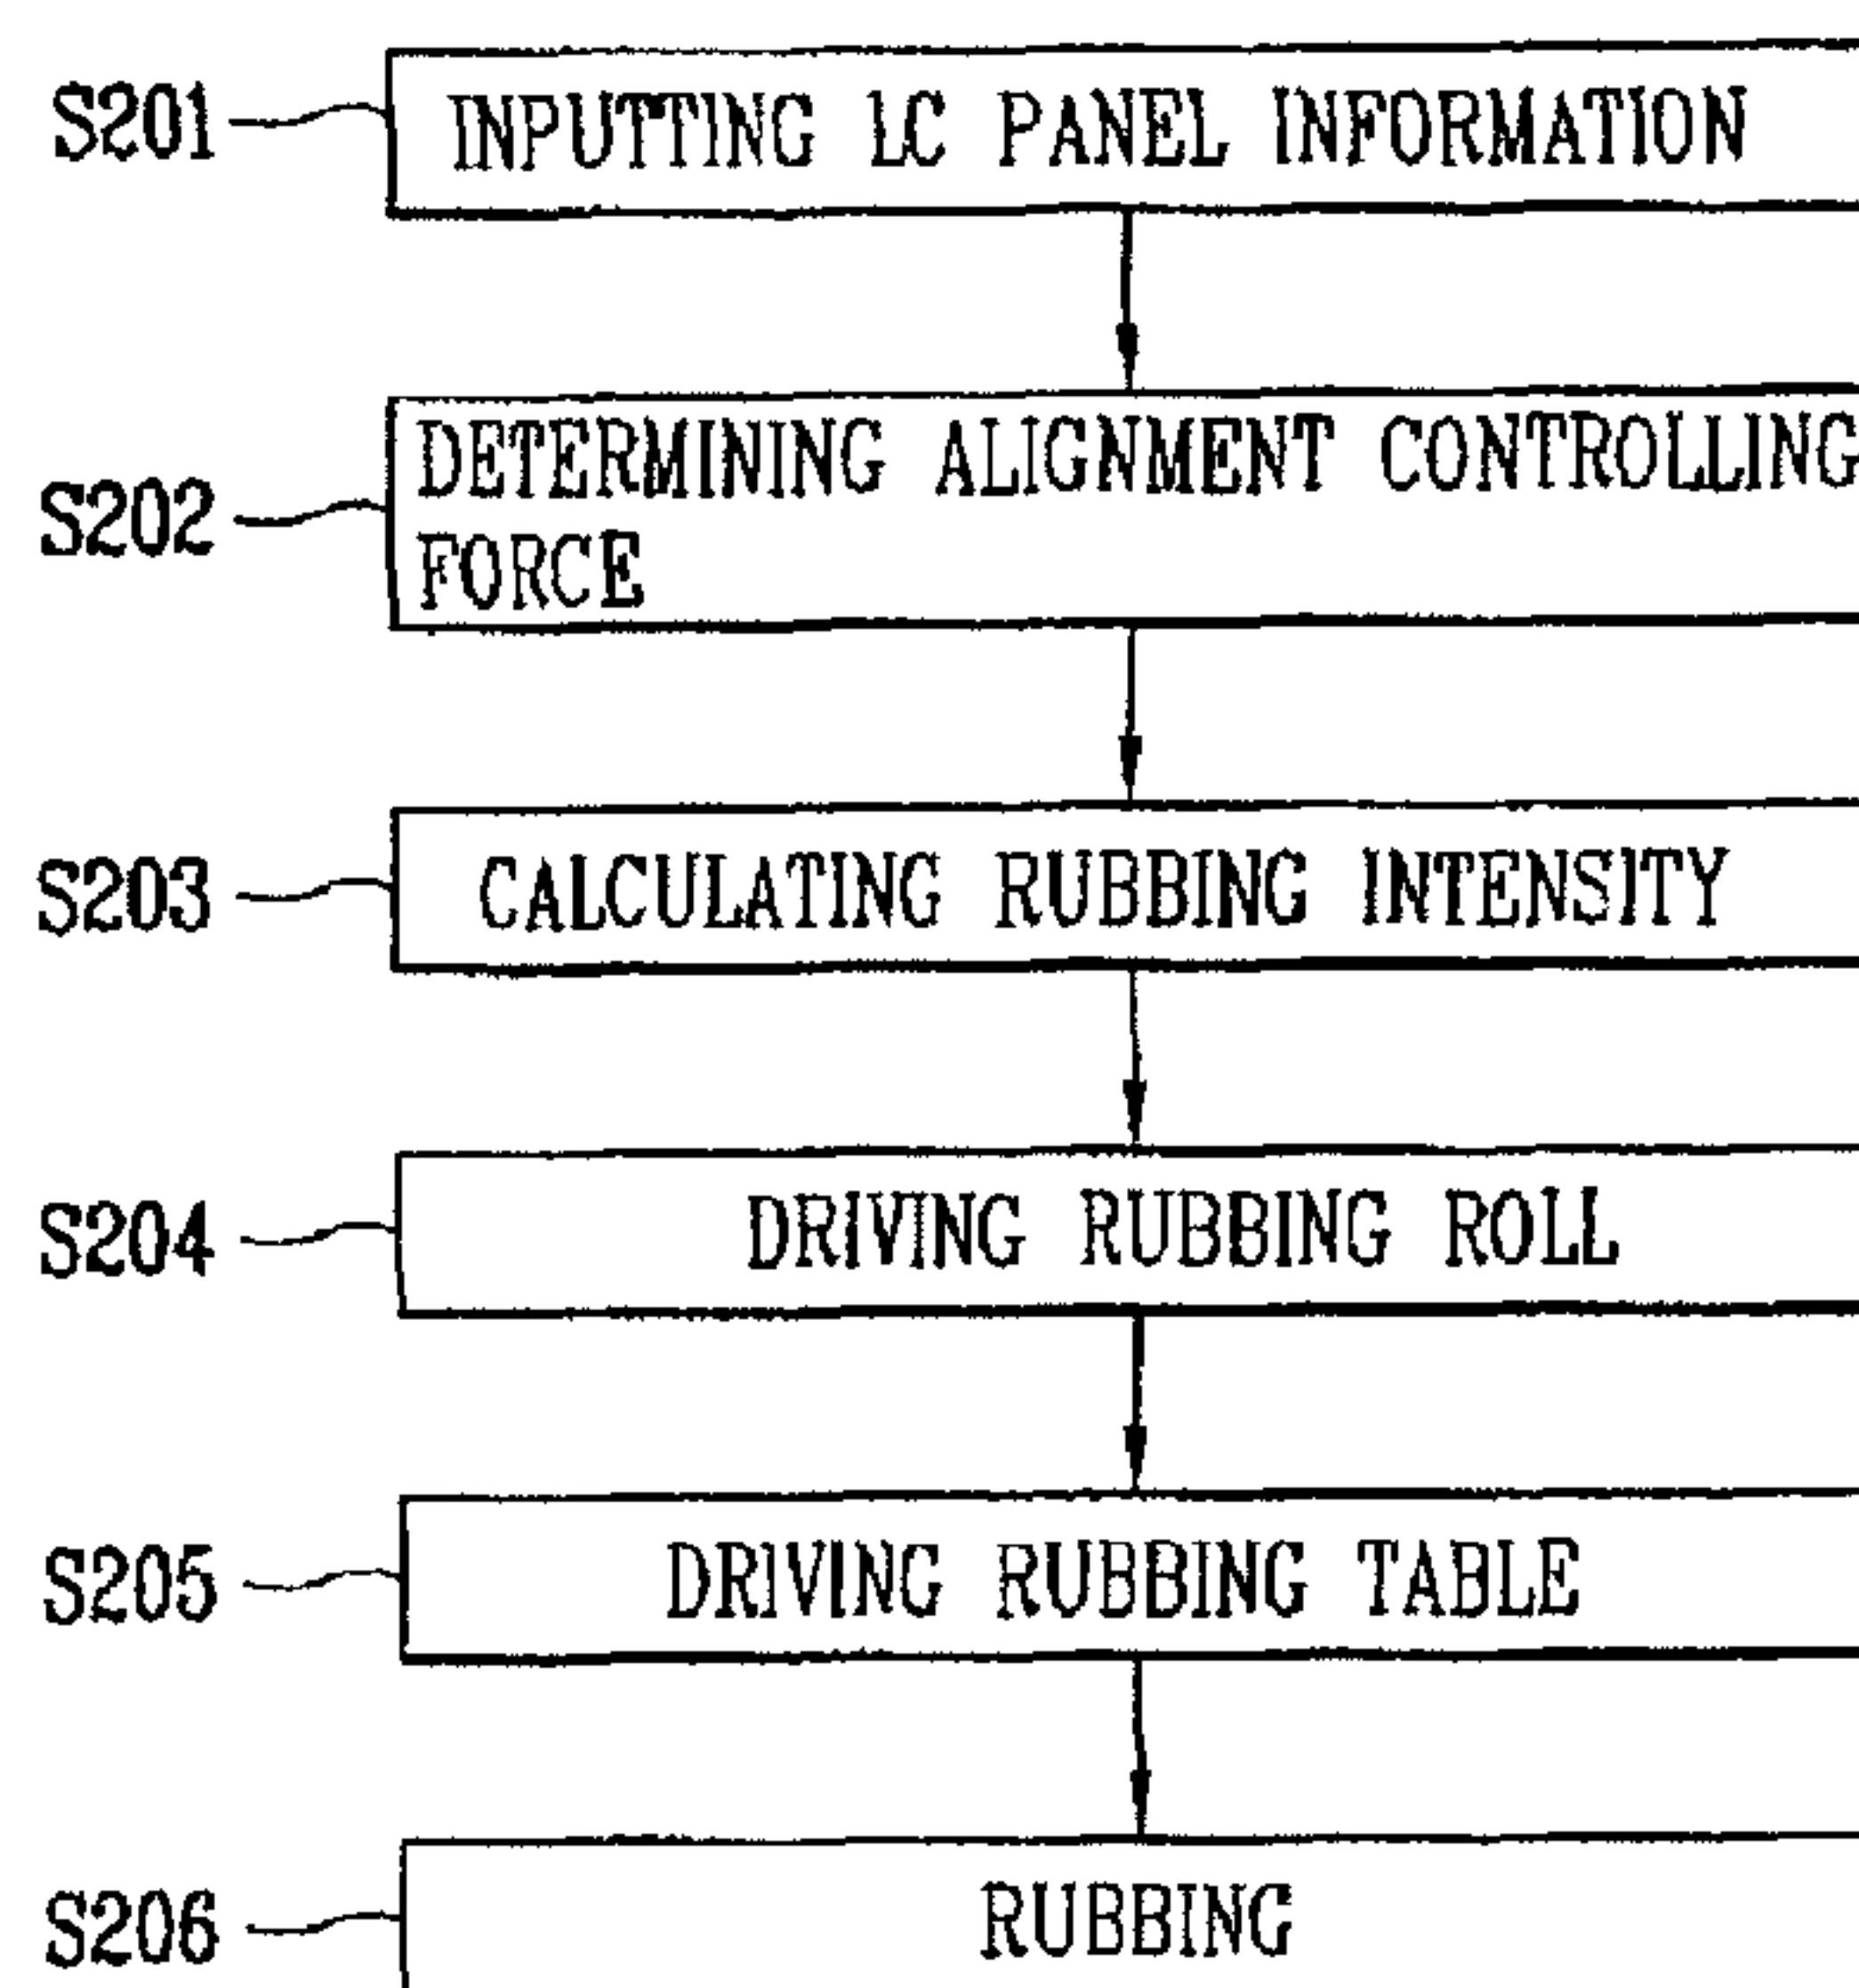 S201 INPUTTING LC PANEL INFORMATION
S202 DETERMINING ALIGNMENT CONTROLLING
FORCE
S203 CALCULATING RUBBING INTENSITY
S204 DRIVING RUBBING ROLL
S205 DRIVING RUBBING TABLE
S206 RUBBING